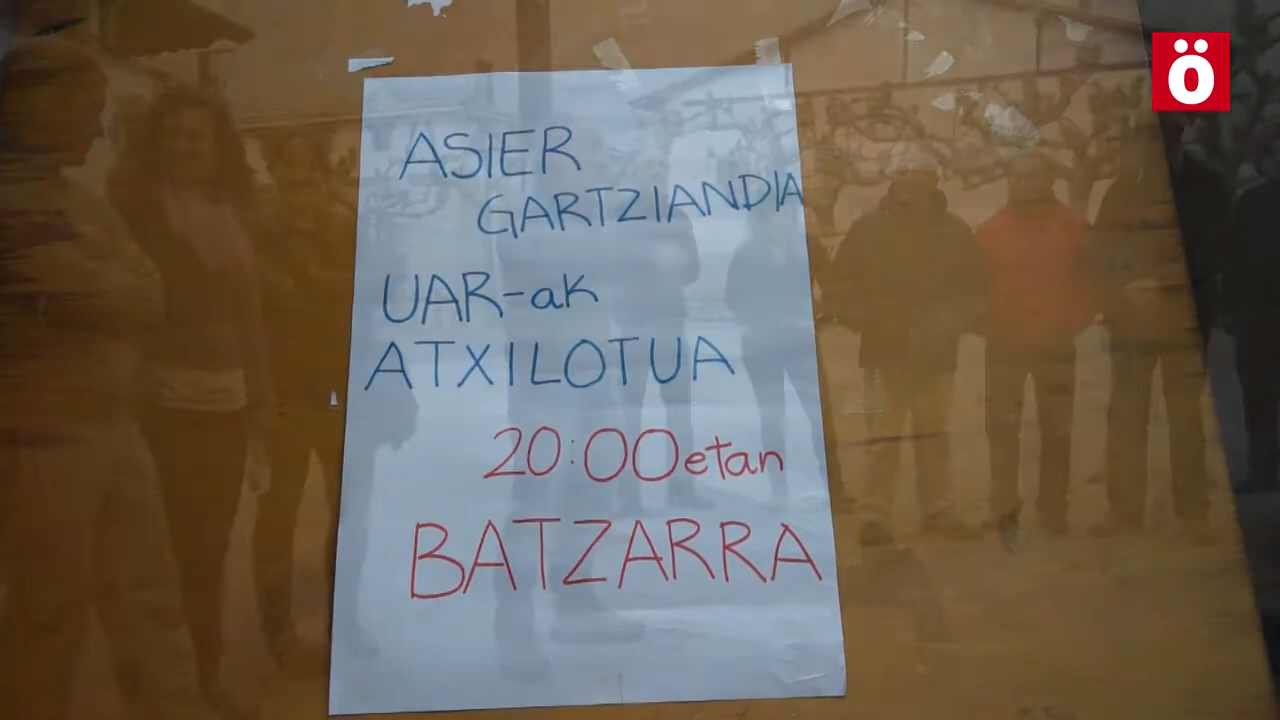 ASIER
GARTZIANDIA
UAR-ak
ATXILOTUA
20:00etan
BATZARRA
Ö